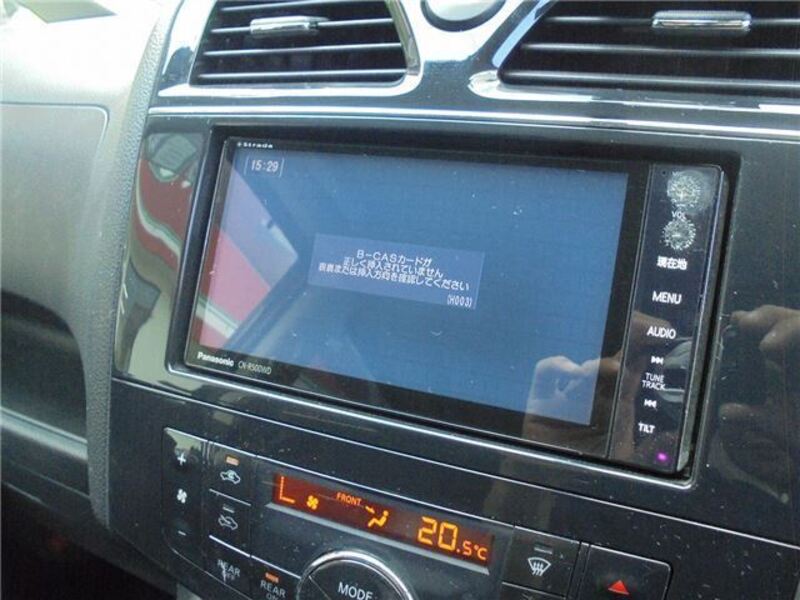 Strada
15:29
B-CASカードが
正しく挿入されていません
表裏または挿入方向を確認してください
(H003)
Panasonic CN-R500WD
VOL
現在地
MENU
AUDIO
TUNE
TRACK
TILT
L FRONT 20.5℃
REAR
OFF
REAR
ON
MODE